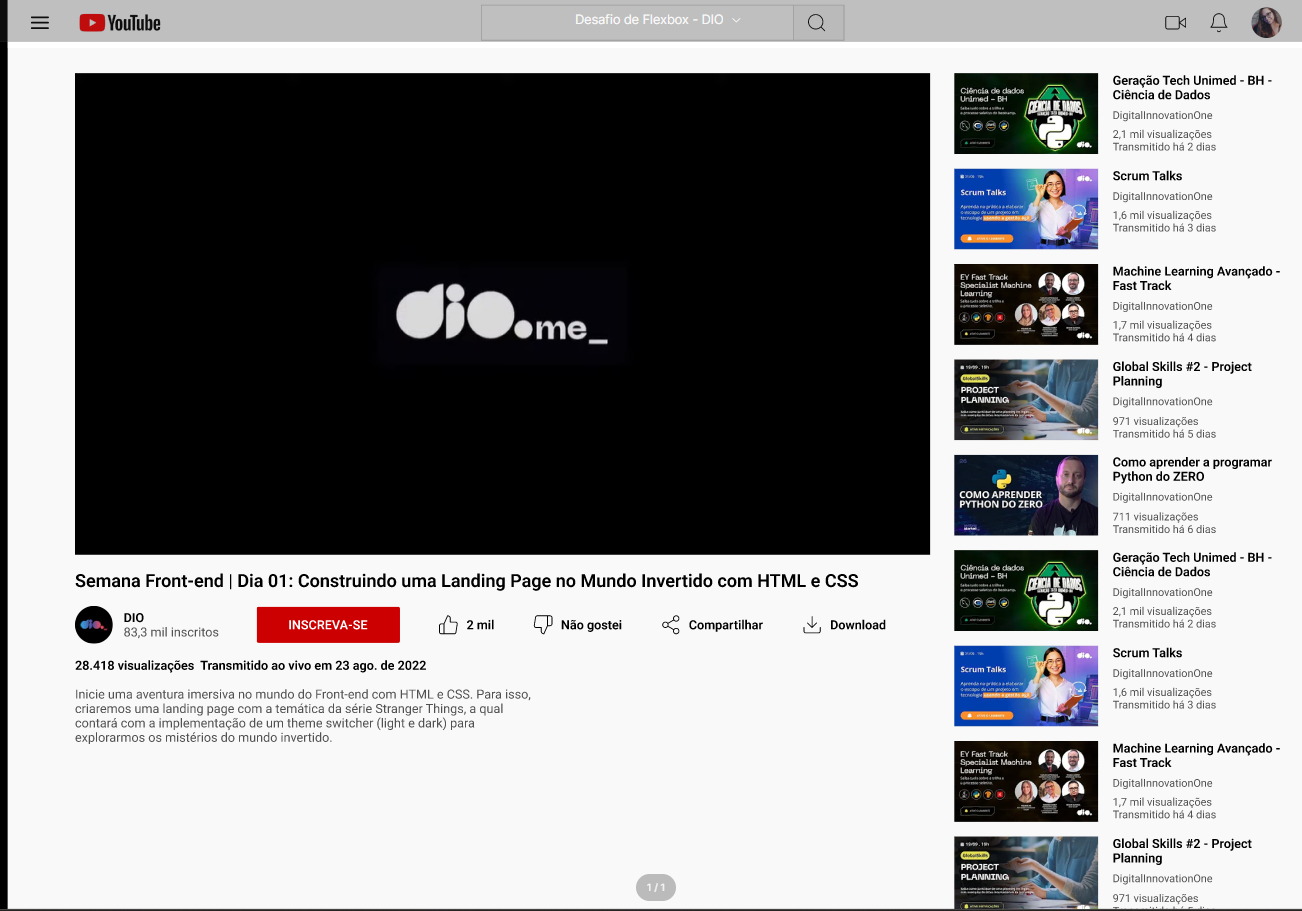 YouTube
Desafio de Flexbox - DIO
dio.me_
Semana Front-end | Dia 01: Construindo uma Landing Page no Mundo Invertido com HTML e CSS
DIO
83,3 mil inscritos
INSCREVA-SE
2 mil
Não gostei
Compartilhar
Download
28.418 visualizações Transmitido ao vivo em 23 ago. de 2022
Inicie uma aventura imersiva no mundo do Front-end com HTML e CSS. Para isso,
criaremos uma landing page com a temática da série Stranger Things, a qual
contará com a implementação de um theme switcher (light e dark) para
explorarmos os mistérios do mundo invertido.
1 / 1
Ciência de dados
Unimed - BH
CIÊNCIA DE DADOS
dio.
Geração Tech Unimed - BH -
Ciência de Dados
DigitalInnovationOne
2,1 mil visualizações
Transmitido há 2 dias
Scrum Talks
dio.
Scrum Talks
DigitalInnovationOne
1,6 mil visualizações
Transmitido há 3 dias
EY Fast Track
Specialist Machine
Learning
dio.
Machine Learning Avançado -
Fast Track
DigitalInnovationOne
1,7 mil visualizações
Transmitido há 4 dias
GlobalSkills
PROJECT
PLANNING
dio.
Global Skills #2 - Project
Planning
DigitalInnovationOne
971 visualizações
Transmitido há 5 dias
COMO APRENDER
PYTHON DO ZERO
Como aprender a programar
Python do ZERO
DigitalInnovationOne
711 visualizações
Transmitido há 6 dias
Ciência de dados
Unimed - BH
CIÊNCIA DE DADOS
dio.
Geração Tech Unimed - BH -
Ciência de Dados
DigitalInnovationOne
2,1 mil visualizações
Transmitido há 2 dias
Scrum Talks
dio.
Scrum Talks
DigitalInnovationOne
1,6 mil visualizações
Transmitido há 3 dias
EY Fast Track
Specialist Machine
Learning
dio.
Machine Learning Avançado -
Fast Track
DigitalInnovationOne
1,7 mil visualizações
Transmitido há 4 dias
GlobalSkills
PROJECT
PLANNING
Global Skills #2 - Project
Planning
DigitalInnovationOne
971 visualizações